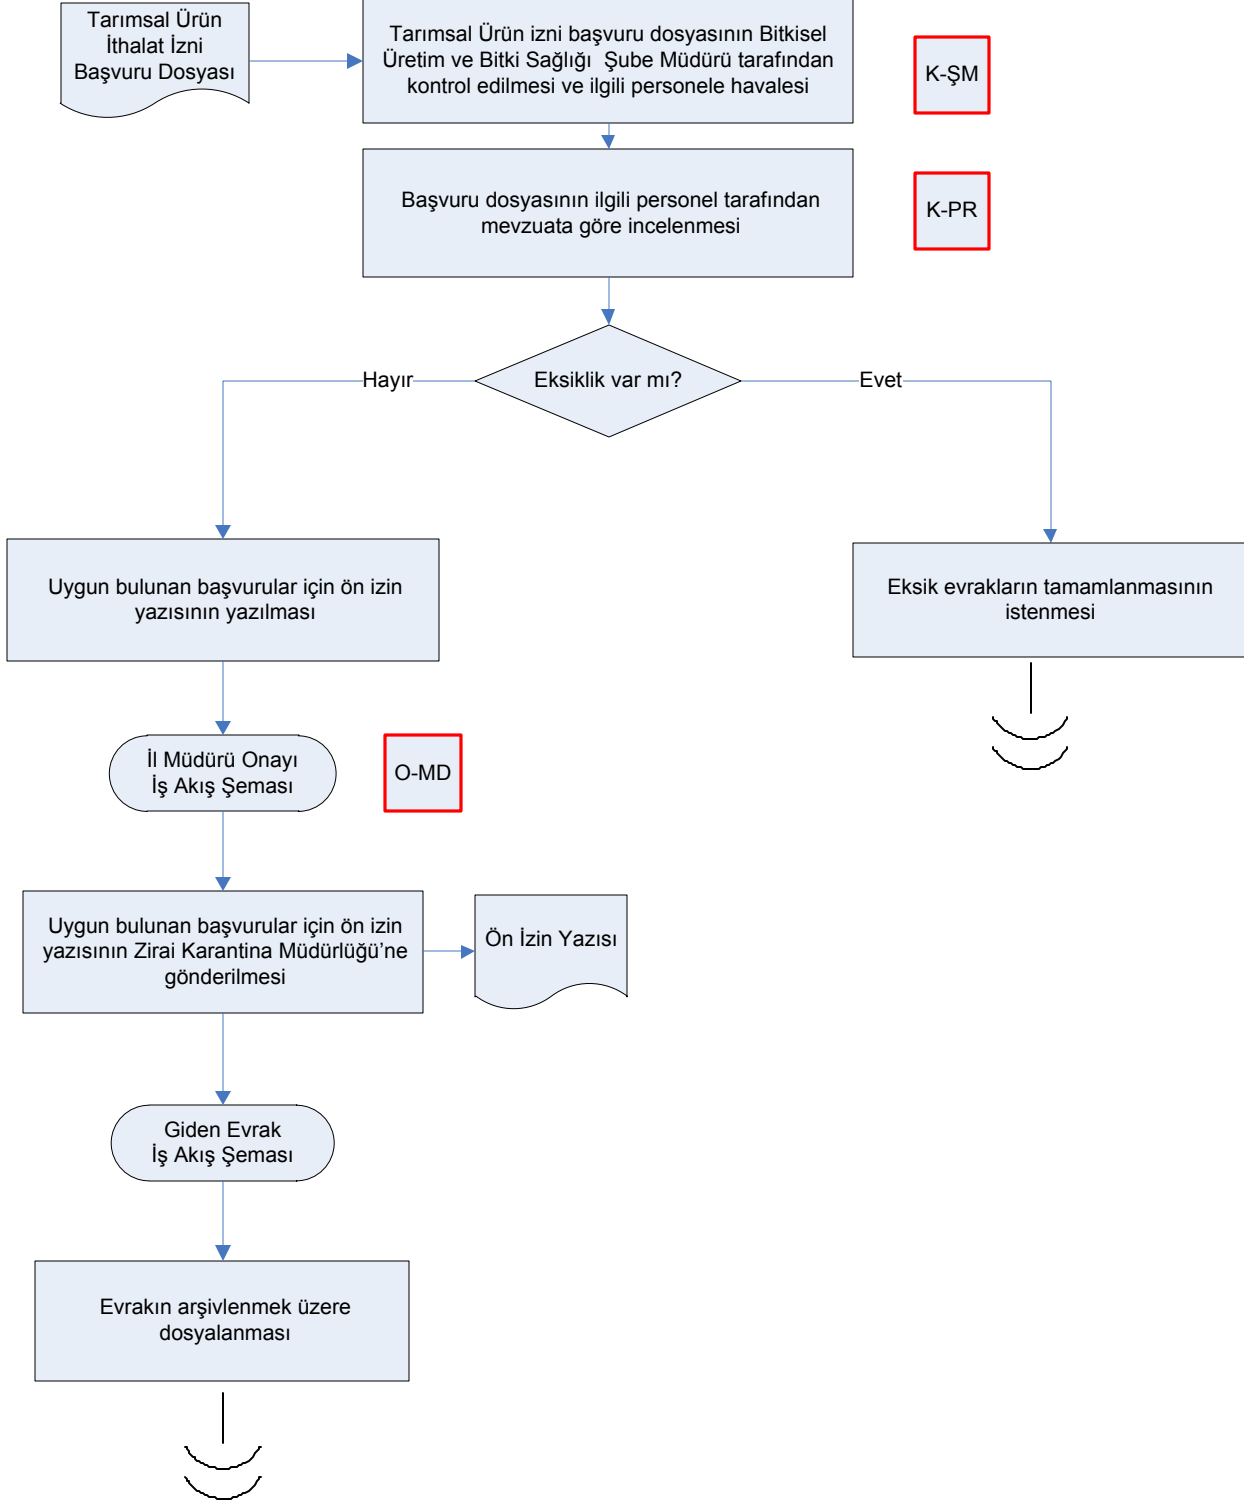 Tarımsal Ürün
İthalat İzni
Başvuru Dosyası
Tarımsal Ürün izni başvuru dosyasının Bitkisel
Üretim ve Bitki Sağlığı  Şube Müdürü tarafından
kontrol edilmesi ve ilgili personele havalesi
K-ŞM
Başvuru dosyasının ilgili personel tarafından
mevzuata göre incelenmesi
K-PR
Hayır
Eksiklik var mı?
Evet
Uygun bulunan başvurular için ön izin
yazısının yazılması
Eksik evrakların tamamlanmasının
istenmesi
İl Müdürü Onayı
İş Akış Şeması
O-MD
Uygun bulunan başvurular için ön izin
yazısının Zirai Karantina Müdürlüğü’ne
gönderilmesi
Ön İzin Yazısı
Giden Evrak
İş Akış Şeması
Evrakın arşivlenmek üzere
dosyalanması